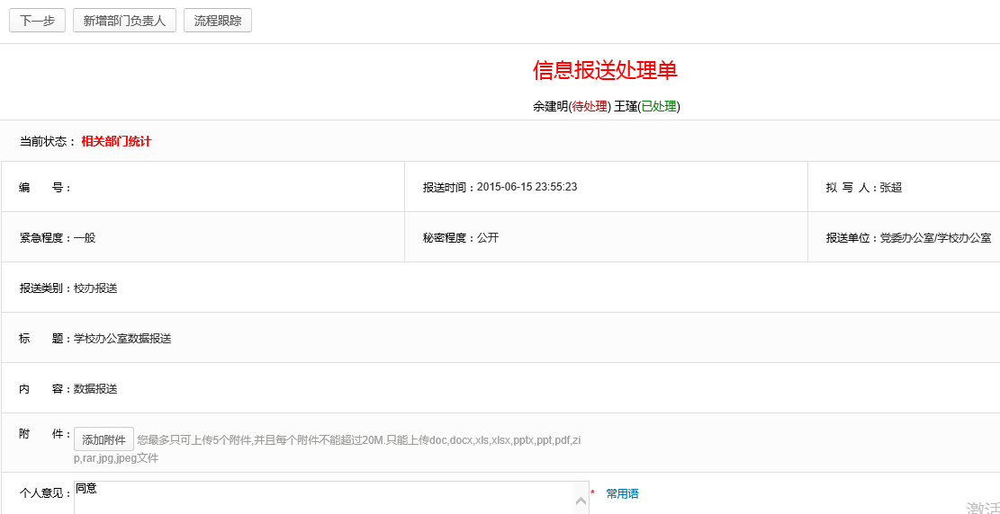 下一步 新增部门负责人 流程跟踪
信息报送处理单
余建明(待处理) 王瑾(已处理)
当前状态： 相关部门统计
编 号： 报送时间：2015-06-15 23:55:23 拟 写 人：张超
紧急程度：一般 秘密程度：公开 报送单位：党委办公室/学校办公室
报送类别：校办报送
标 题：学校办公室数据报送
内 容：数据报送
附 件： 添加附件 您最多只可上传5个附件,并且每个附件不能超过20M.只能上传doc,docx,xls,xlsx,pptx,ppt,pdf,zi
p,rar,jpg,jpeg文件
个人意见： 同意 * 常用语
激活